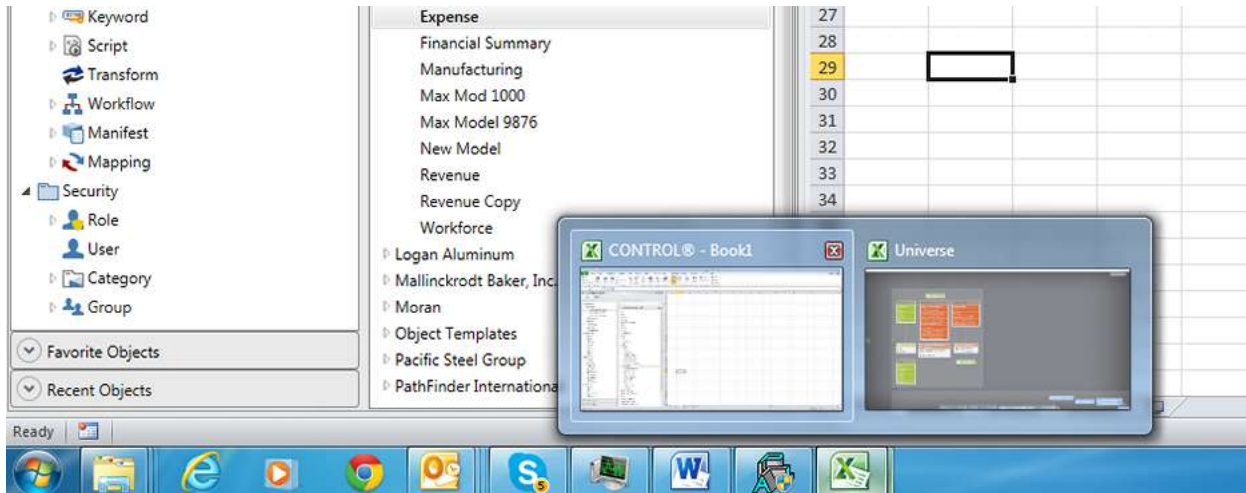 Keyword
Script
Transform
Workflow
Manifest
Mapping
Security
Role
User
Category
Group
Favorite Objects
Recent Objects
Expense
Financial Summary
Manufacturing
Max Mod 1000
Max Model 9876
New Model
Revenue
Revenue Copy
Workforce
Logan Aluminum
Mallinckrodt Baker, Inc.
Moran
Object Templates
Pacific Steel Group
PathFinder Internationa
27
28
29
30
31
32
33
34
CONTROL® - Book1
Universe
Ready
5